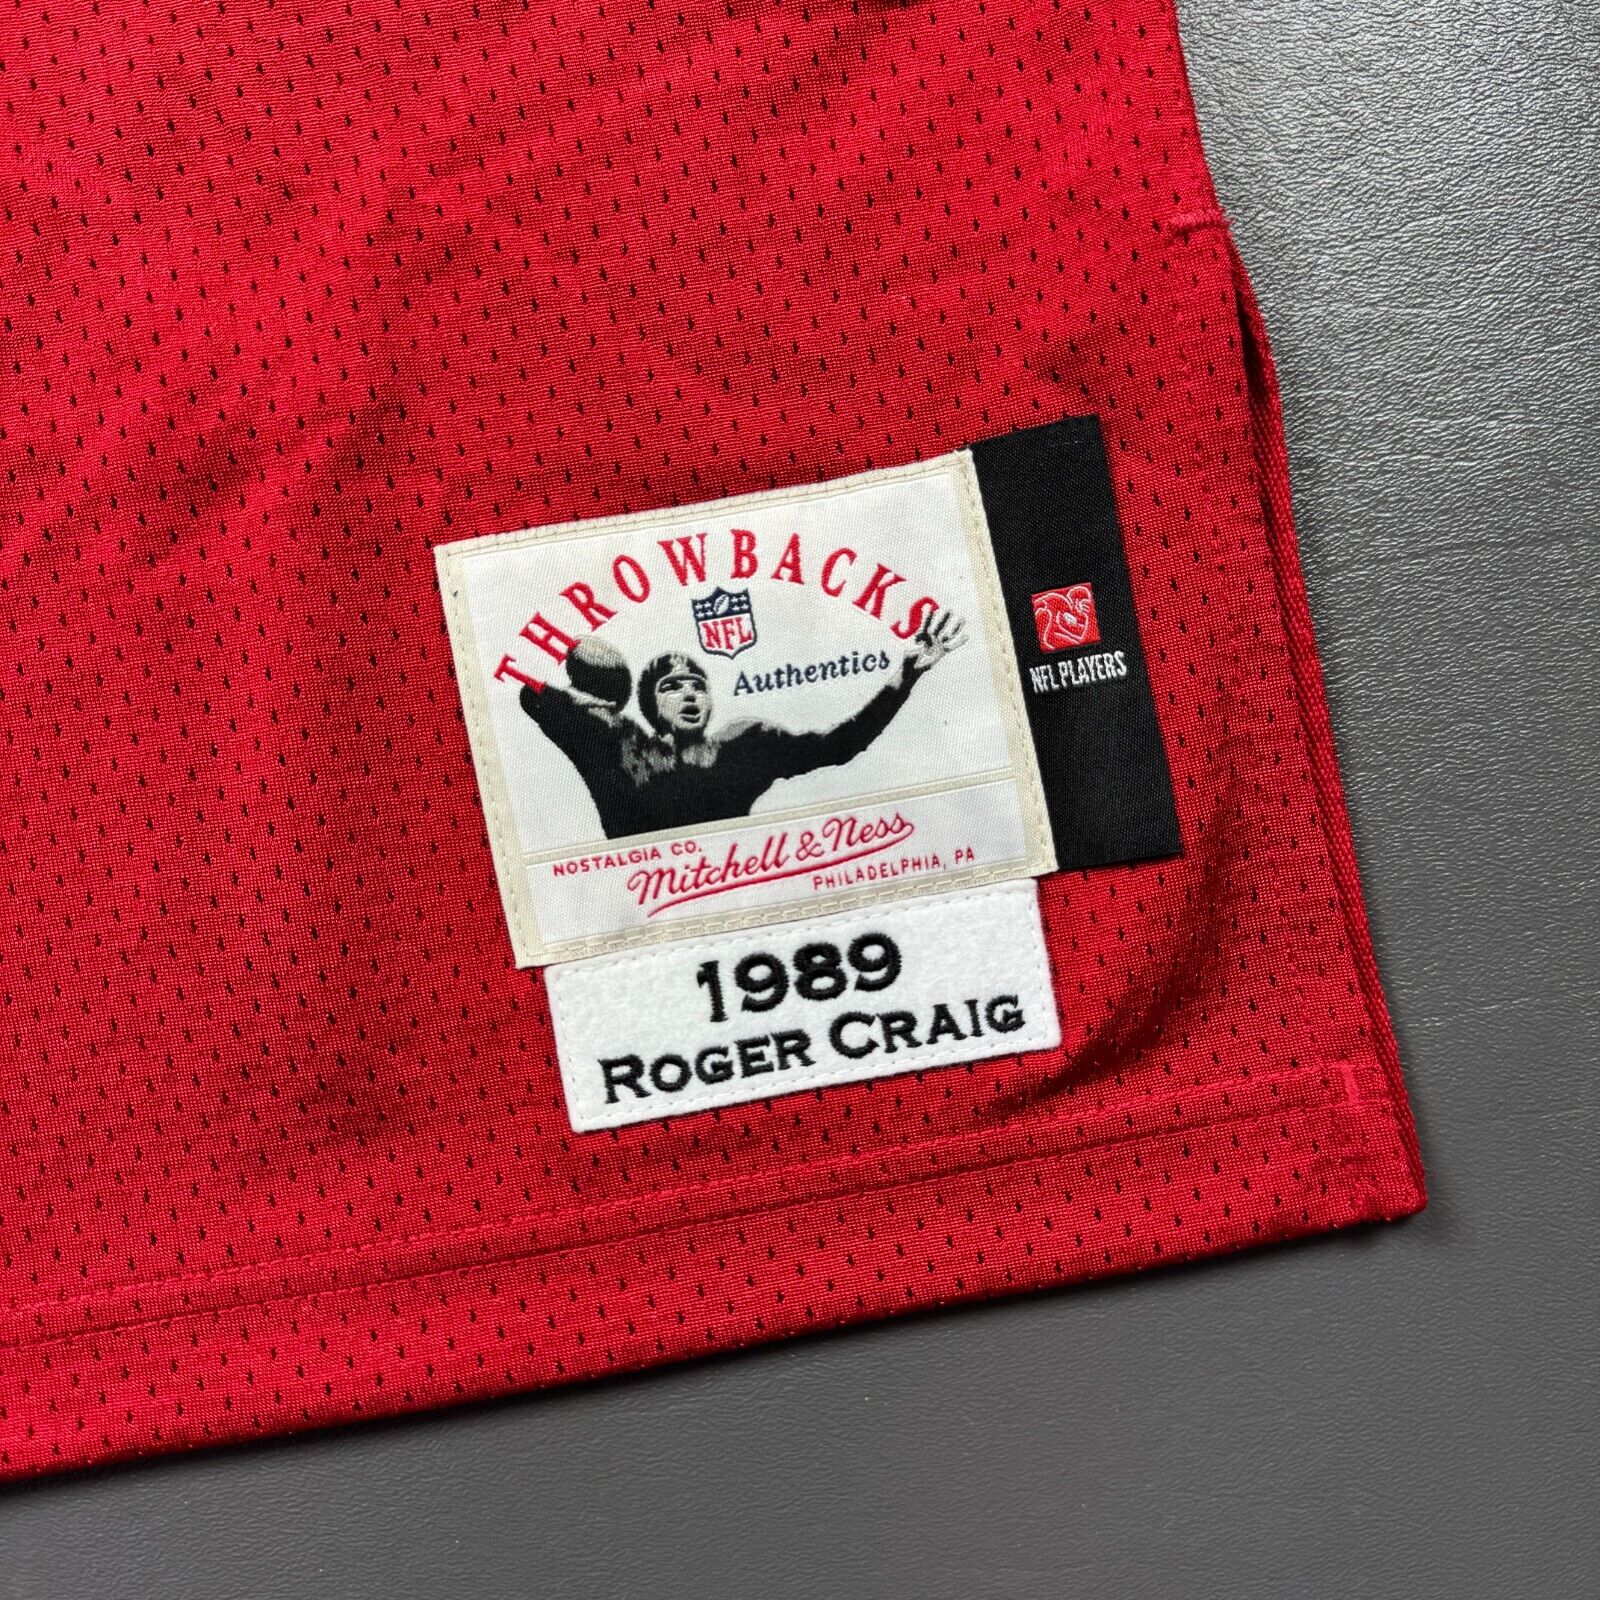 THROWBACKS
NFL
Authentics
NFL PLAYERS
NOSTALGIA CO.
Mitchell & Ness
PHILADELPHIA, PA
1989
ROGER CRAIG